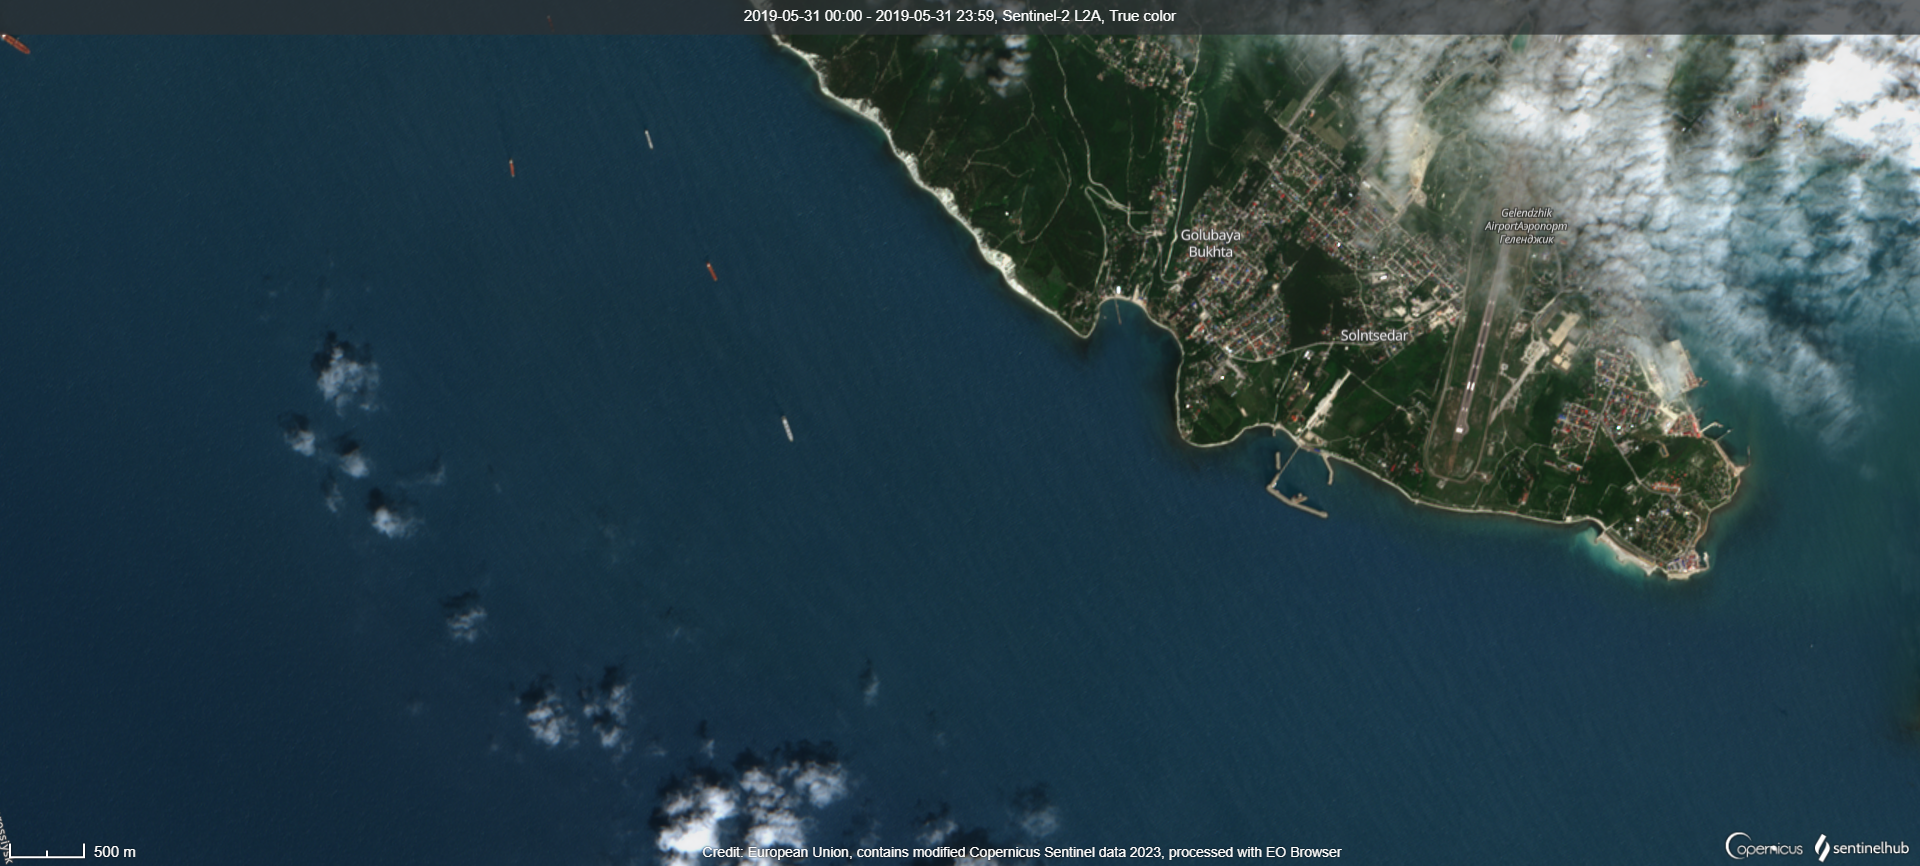 2019-05-31 00:00 - 2019-05-31 23:59, Sentinel-2 L2A, True color
Gelendzhik
AirportАэропорт
Геленджик
Golubaya
Bukhta
Solntsedar
500 m
Credit: European Union, contains modified Copernicus Sentinel data 2023, processed with EO Browser
Copernicus
sentinelhub